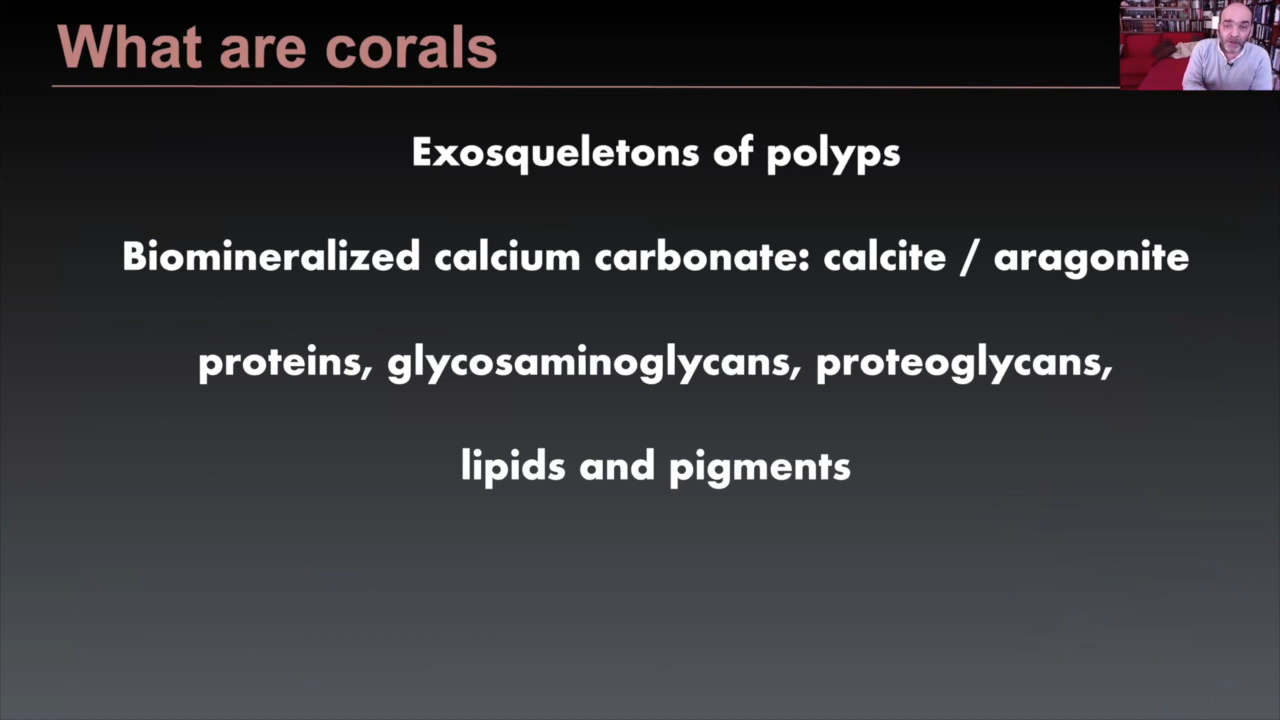 What are corals
Exosqueletons of polyps
Biomineralized calcium carbonate: calcite / aragonite
proteins, glycosaminoglycans, proteoglycans,
lipids and pigments